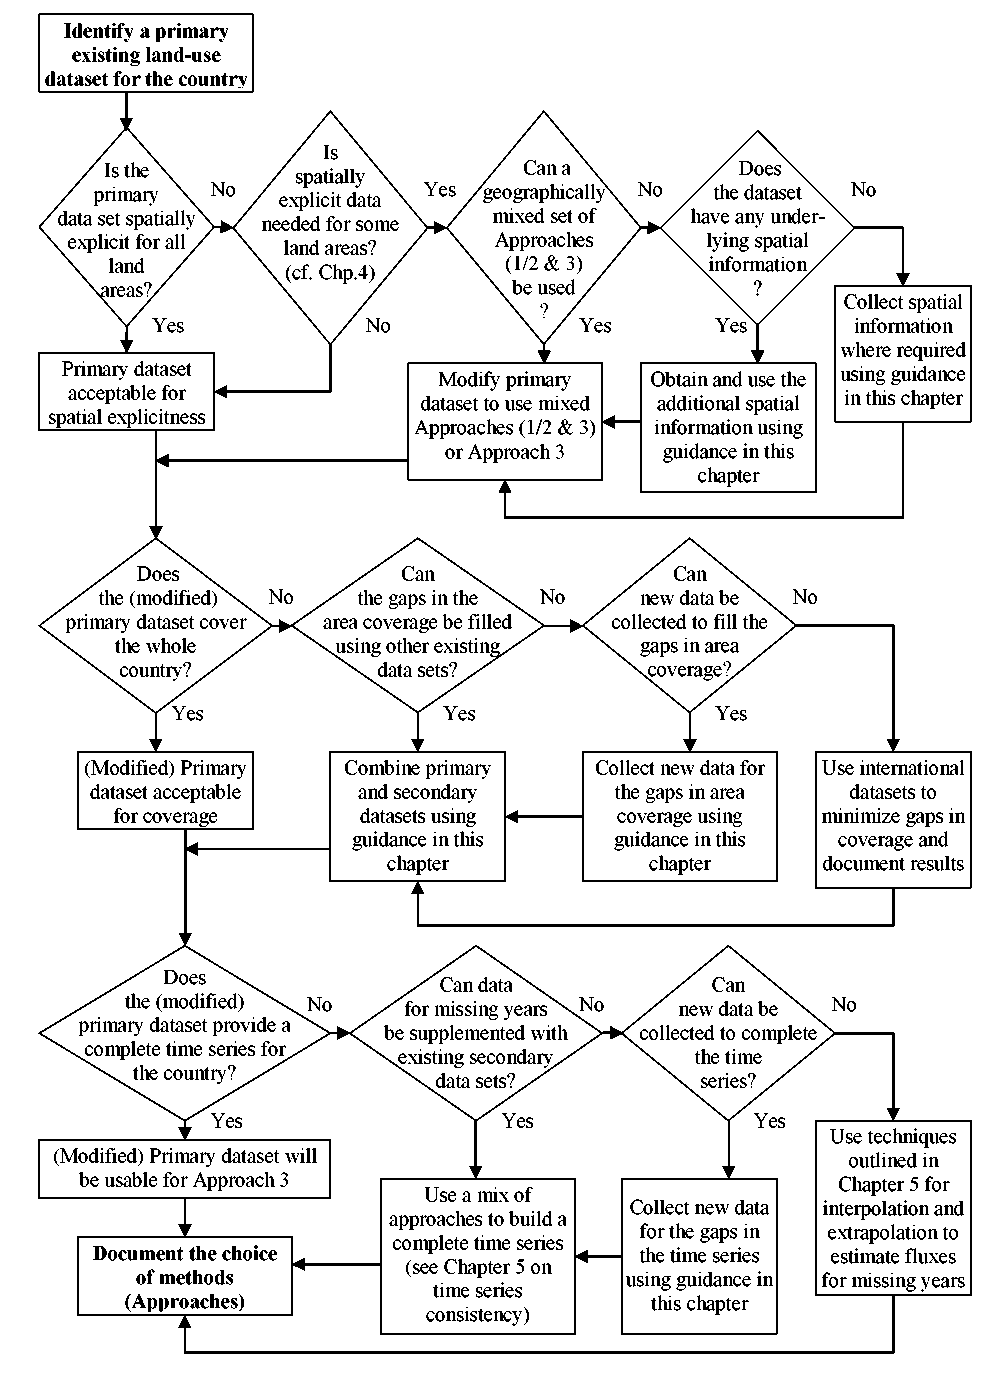 Identify a primary
existing land-use
dataset for the country
Is the
primary
data set spatially
explicit for all
land
areas?
No
Yes
Is
spatially
explicit data
needed for some
land areas?
(cf. Chp.4)
Yes
No
Can a
geographically
mixed set of
Approaches
(1/2 & 3)
be used
?
No
Yes
Does
the dataset
have any under-
lying spatial
information
?
No
Yes
Collect spatial
information
where required
using guidance
in this chapter
Primary dataset
acceptable for
spatial explicitness
Modify primary
dataset to use mixed
Approaches (1/2 & 3)
or Approach 3
Obtain and use the
additional spatial
information using
guidance in this
chapter
Does
the (modified)
primary dataset cover
the whole
country?
No
Yes
Can
the gaps in the
area coverage be filled
using other existing
data sets?
No
Yes
Can
new data be
collected to fill the
gaps in area
coverage?
No
Yes
(Modified) Primary
dataset acceptable
for coverage
Combine primary
and secondary
datasets using
guidance in this
chapter
Collect new data for
the gaps in area
coverage using
guidance in this
chapter
Use international
datasets to
minimize gaps in
coverage and
document results
Does
the (modified)
primary dataset provide a
complete time series for
the country?
No
Yes
Can data
for missing years
be supplemented with
existing secondary
data sets?
No
Yes
Can
new data be
collected to complete
the time
series?
No
Yes
(Modified) Primary dataset will
be usable for Approach 3
Document the choice
of methods
(Approaches)
Use a mix of
approaches to build a
complete time series
(see Chapter 5 on
time series
consistency)
Collect new data
for the gaps in
the time series
using guidance in
this chapter
Use techniques
outlined in
Chapter 5 for
interpolation and
extrapolation to
estimate fluxes
for missing years